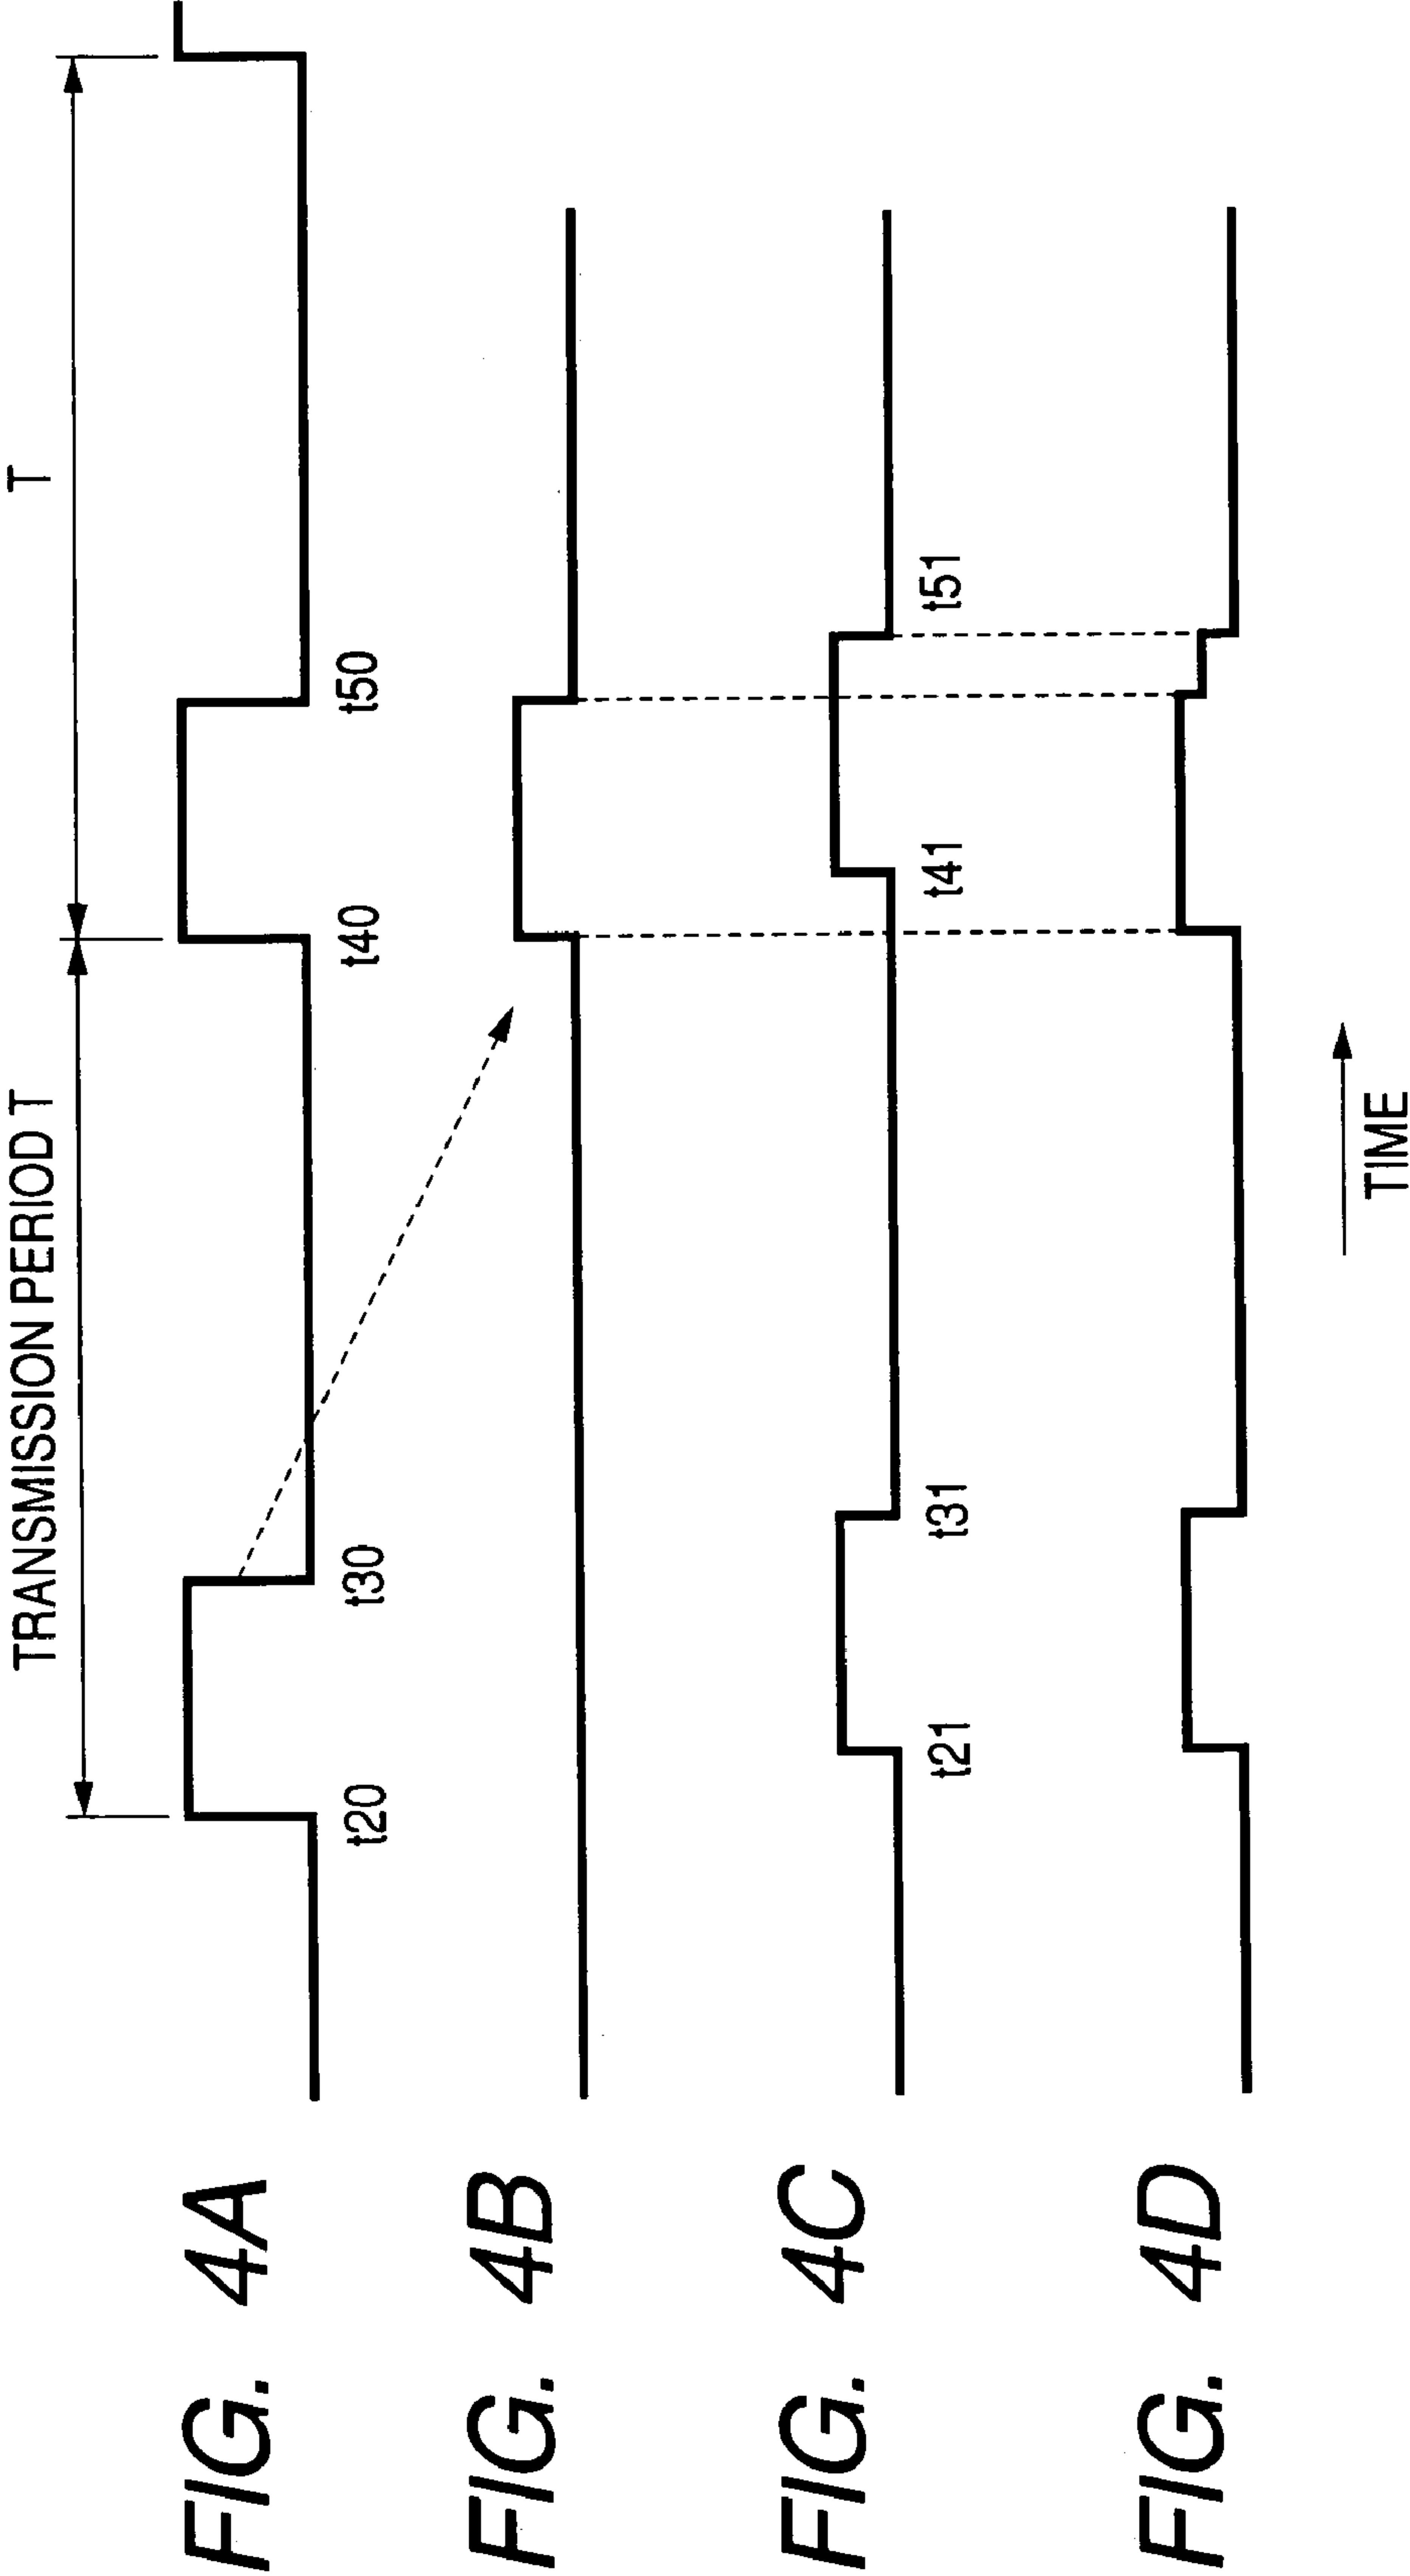 TRANSMISSION PERIOD T
T
FIG. 4A
t20
t30
t40
t50
FIG. 4B
FIG. 4C
t21
t31
t41
t51
FIG. 4D
TIME